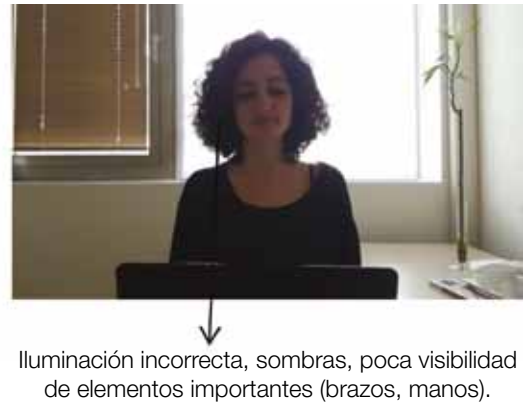 Iluminación incorrecta, sombras, poca visibilidad
de elementos importantes (brazos, manos).